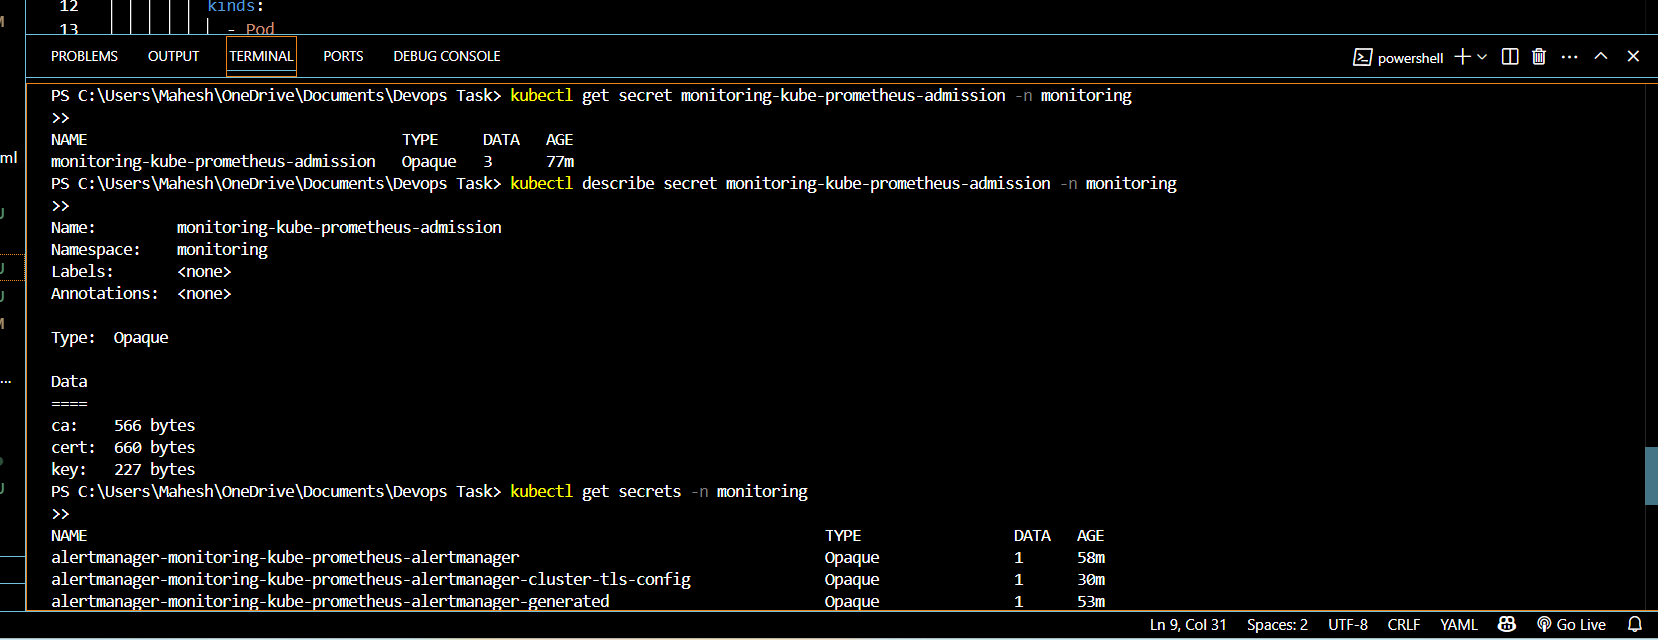 12 kinds:
13 - Pod
PROBLEMS OUTPUT TERMINAL PORTS DEBUG CONSOLE powershell
PS C:\Users\Mahesh\OneDrive\Documents\Devops Task> kubectl get secret monitoring-kube-prometheus-admission -n monitoring
>>
NAME TYPE DATA AGE
ml
monitoring-kube-prometheus-admission Opaque 3 77m
PS C:\Users\Mahesh\OneDrive\Documents\Devops Task> kubectl describe secret monitoring-kube-prometheus-admission -n monitoring
>>
Name: monitoring-kube-prometheus-admission
Namespace: monitoring
Labels: <none>
Annotations: <none>
Type: Opaque
Data
====
ca: 566 bytes
cert: 660 bytes
key: 227 bytes
PS C:\Users\Mahesh\OneDrive\Documents\Devops Task> kubectl get secrets -n monitoring
>>
NAME TYPE DATA AGE
alertmanager-monitoring-kube-prometheus-alertmanager Opaque 1 58m
alertmanager-monitoring-kube-prometheus-alertmanager-cluster-tls-config Opaque 1 30m
alertmanager-monitoring-kube-prometheus-alertmanager-generated Opaque 1 53m
Ln 9, Col 31 Spaces: 2 UTF-8 CRLF YAML Go Live